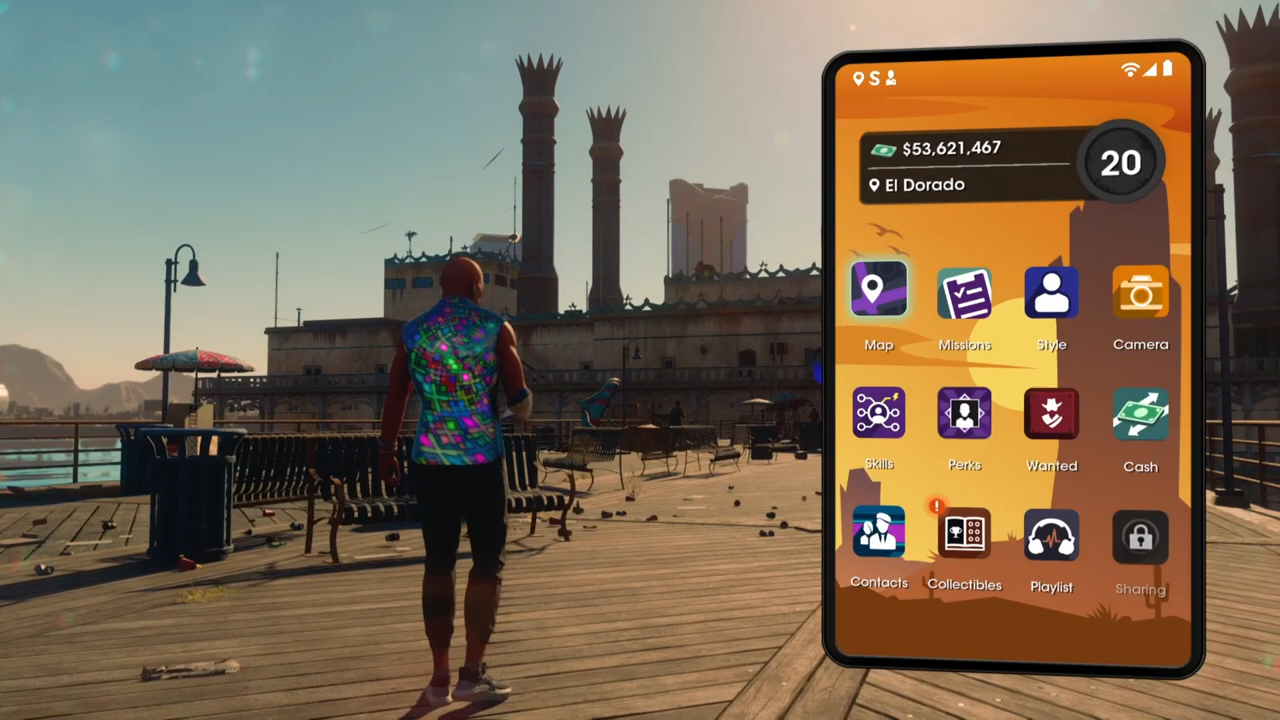 S
$53,621,467
20
El Dorado
Map
Missions
Style
Camera
Skills
Perks
Wanted
Cash
!
Contacts
Collectibles
Playlist
Sharing